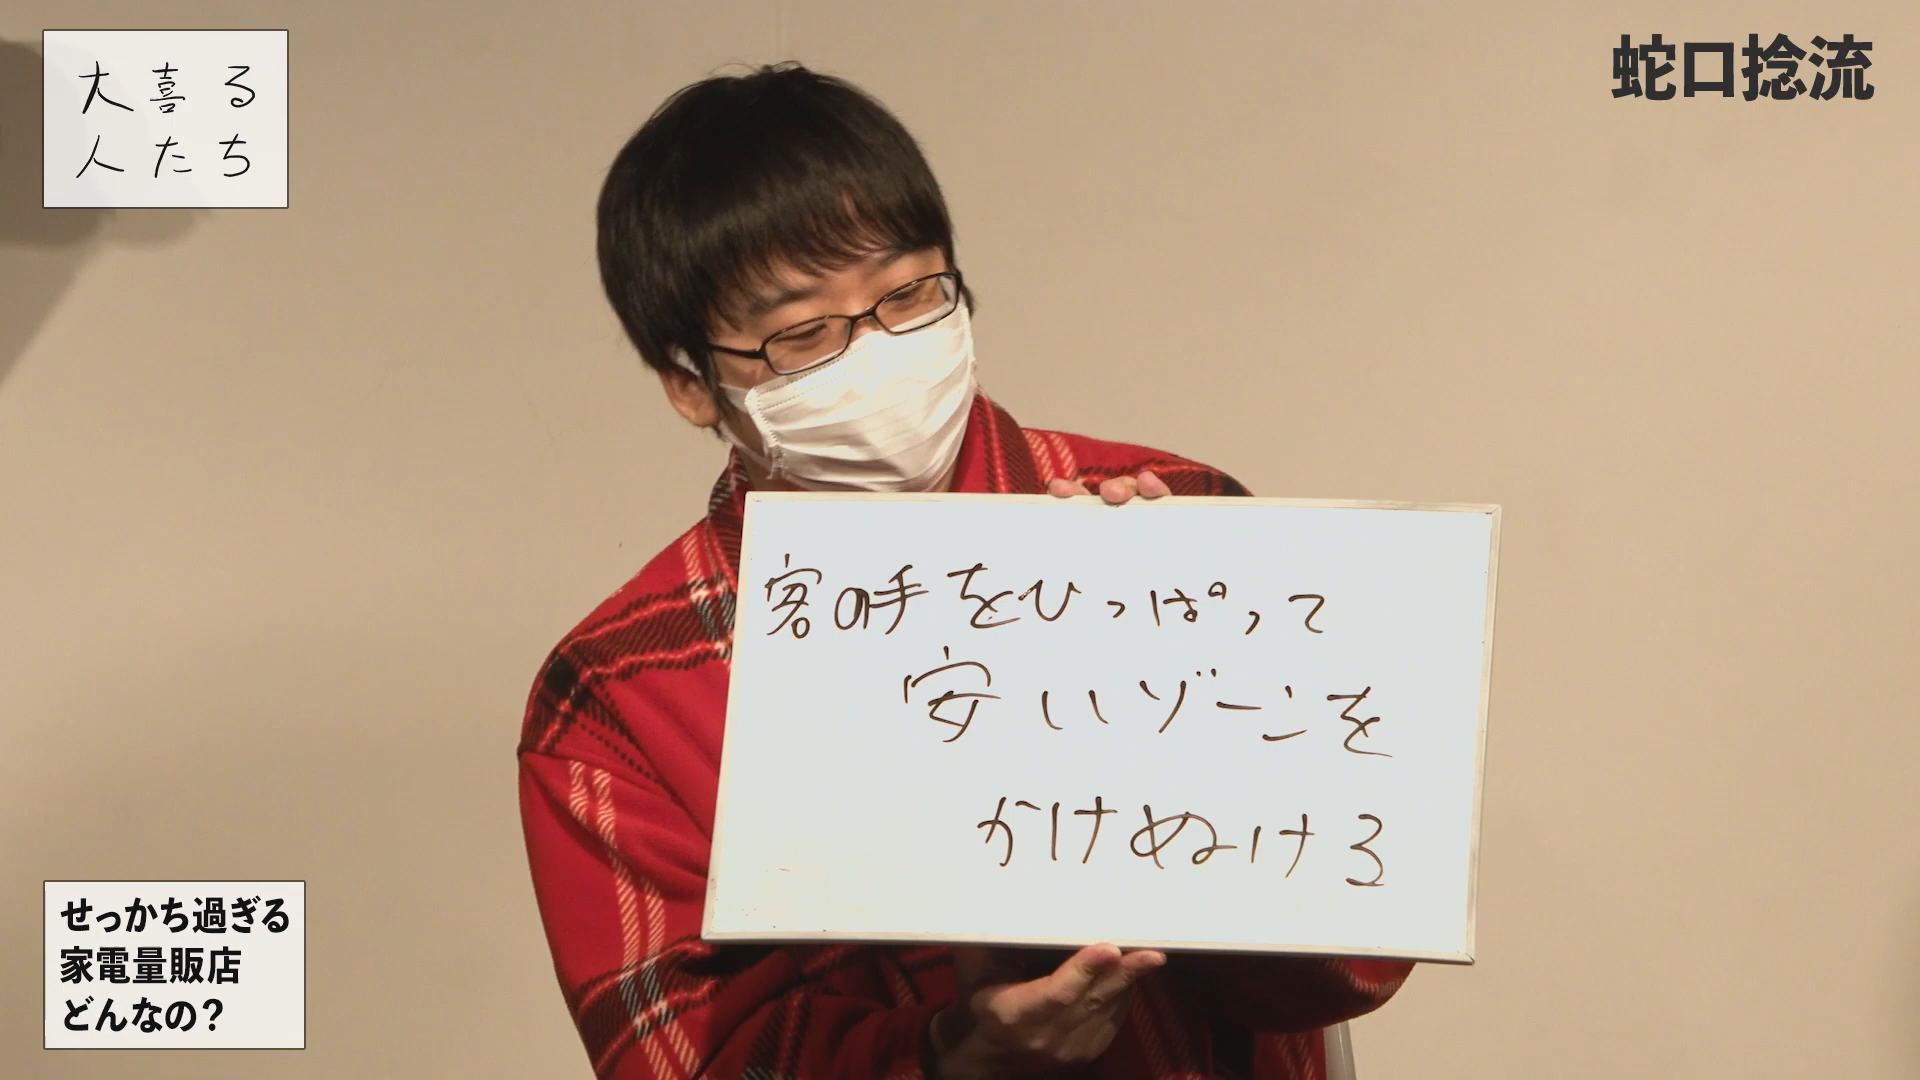 大喜る
人たち
蛇口捻流
客の手をひっぱって
安いゾーンを
かけぬける
せっかち過ぎる
家電量販店
どんなの？